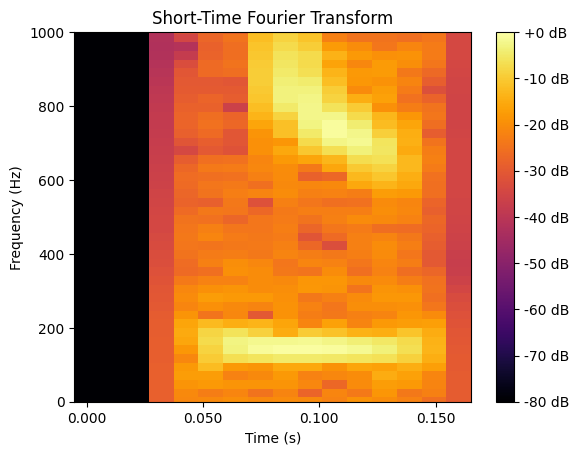 Short-Time Fourier Transform
1000
800
600
400
200
0
Frequency (Hz)
0.000
0.050
0.100
0.150
Time (s)
+0 dB
-10 dB
-20 dB
-30 dB
-40 dB
-50 dB
-60 dB
-70 dB
-80 dB